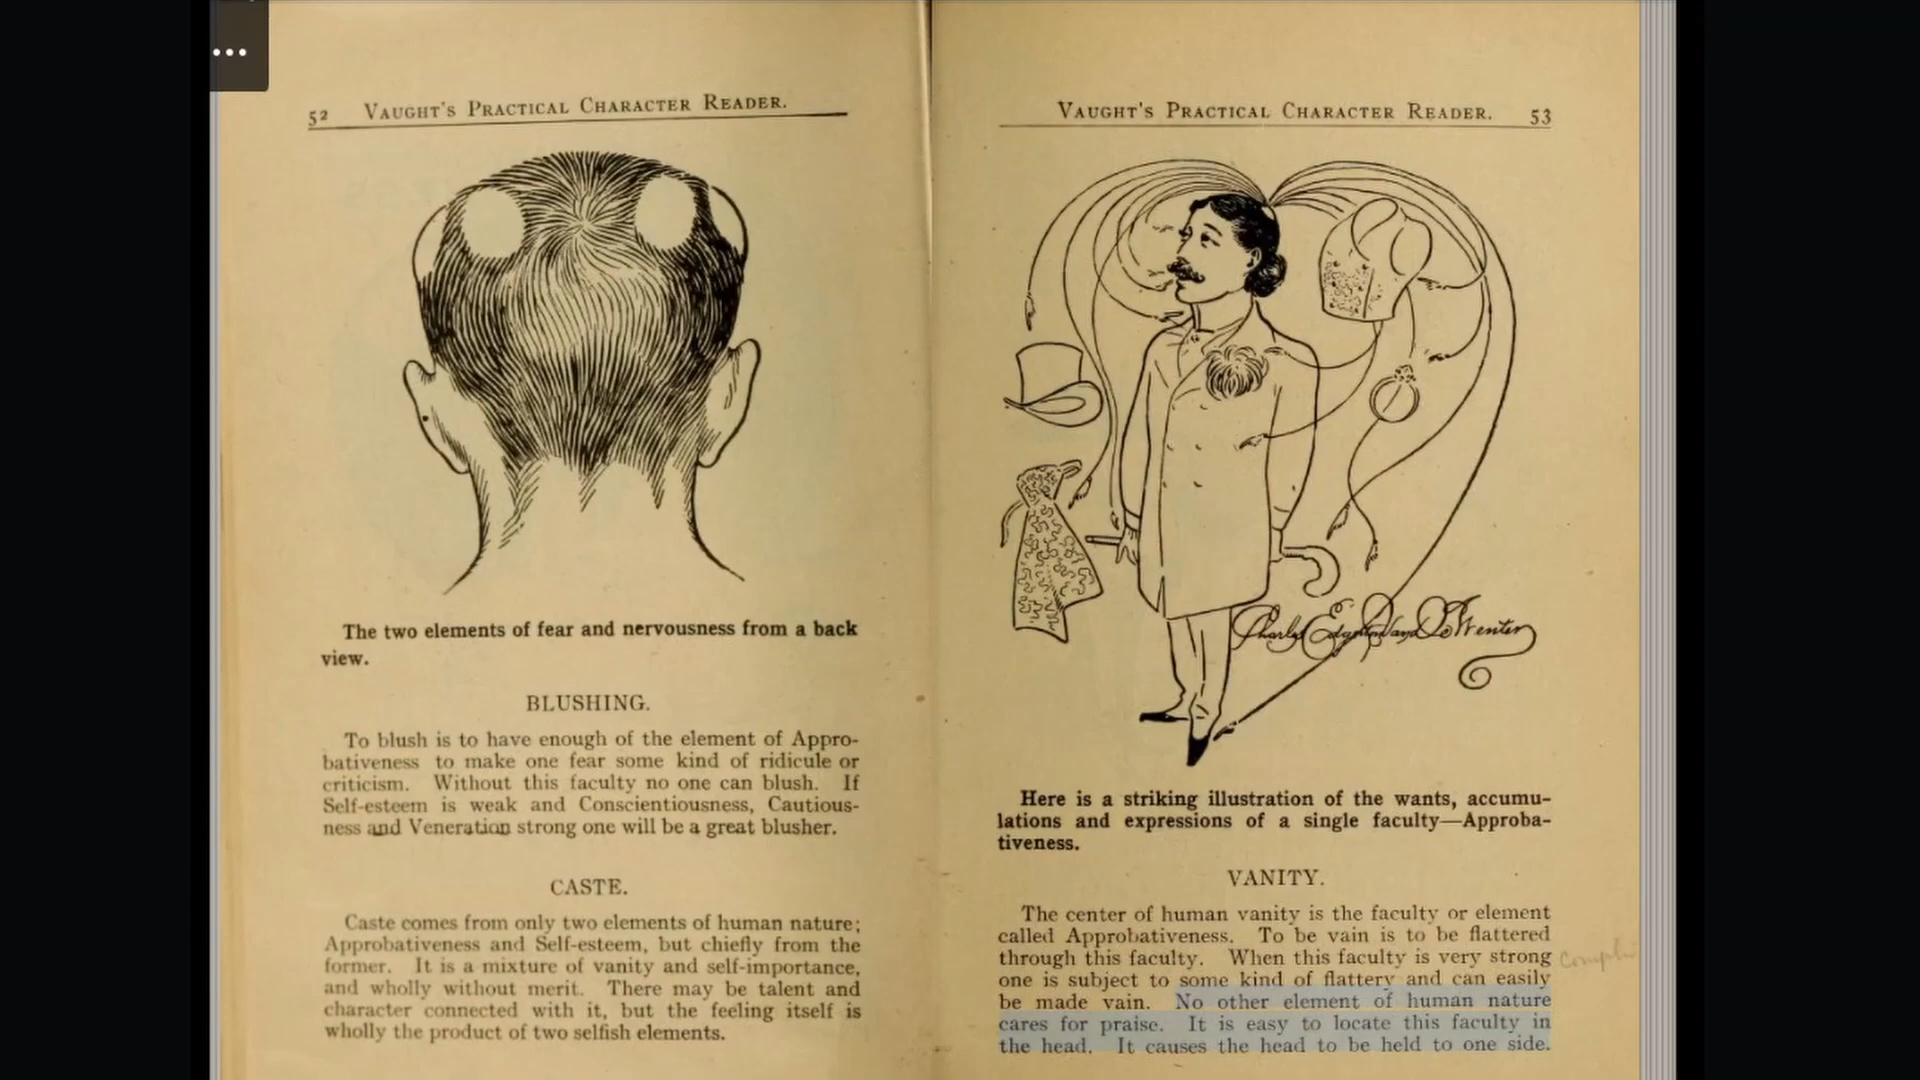 52 VAUGHT'S PRACTICAL CHARACTER READER.
The two elements of fear and nervousness from a back
view.
BLUSHING.
To blush is to have enough of the element of Appro-
bativeness to make one fear some kind of ridicule or
criticism. Without this faculty no one can blush. If
Self-esteem is weak and Conscientiousness, Cautious-
ness and Veneration strong one will be a great blusher.
CASTE.
Caste comes from only two elements of human nature;
Approbativeness and Self-esteem, but chiefly from the
former. It is a mixture of vanity and self-importance,
and wholly without merit. There may be talent and
character connected with it, but the feeling itself is
wholly the product of two selfish elements.
VAUGHT'S PRACTICAL CHARACTER READER. 53
Charles
Here is a striking illustration of the wants, accumu-
lations and expressions of a single faculty—Approba-
tiveness.
VANITY.
The center of human vanity is the faculty or element
called Approbativeness. To be vain is to be flattered
through this faculty. When this faculty is very strong
one is subject to some kind of flattery and can easily
be made vain. No other element of human nature
cares for praise. It is easy to locate this faculty in
the head. It causes the head to be held to one side.